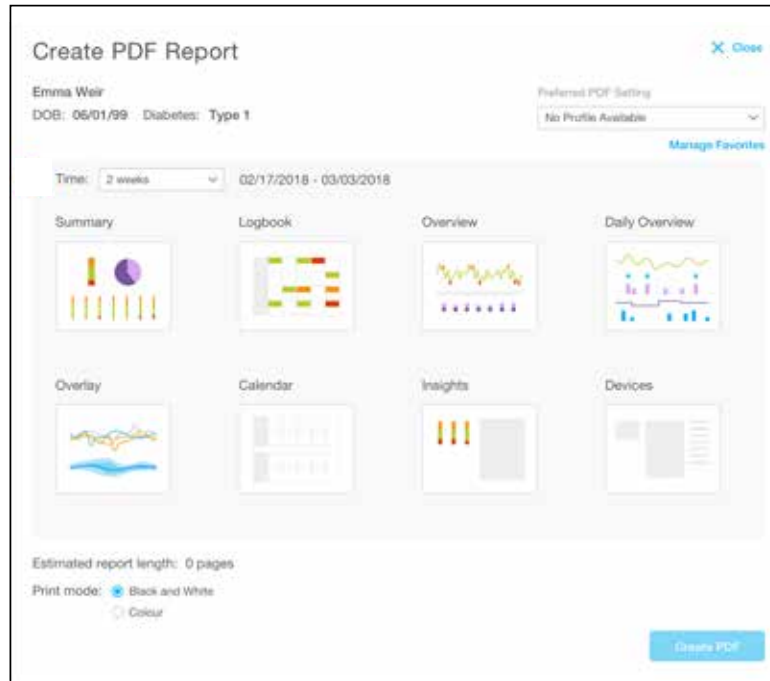 Create PDF Report
Close
Emma Weir
DOB: 06/01/99 Diabetes: Type 1
Preferred PDF Setting
No Profile Available
Manage Favorites
Time: 2 weeks 02/17/2018 - 03/03/2018
Summary Logbook Overview Daily Overview
Overlay Calendar Insights Devices
Estimated report length: 0 pages
Print mode: Black and White
Colour
Create PDF